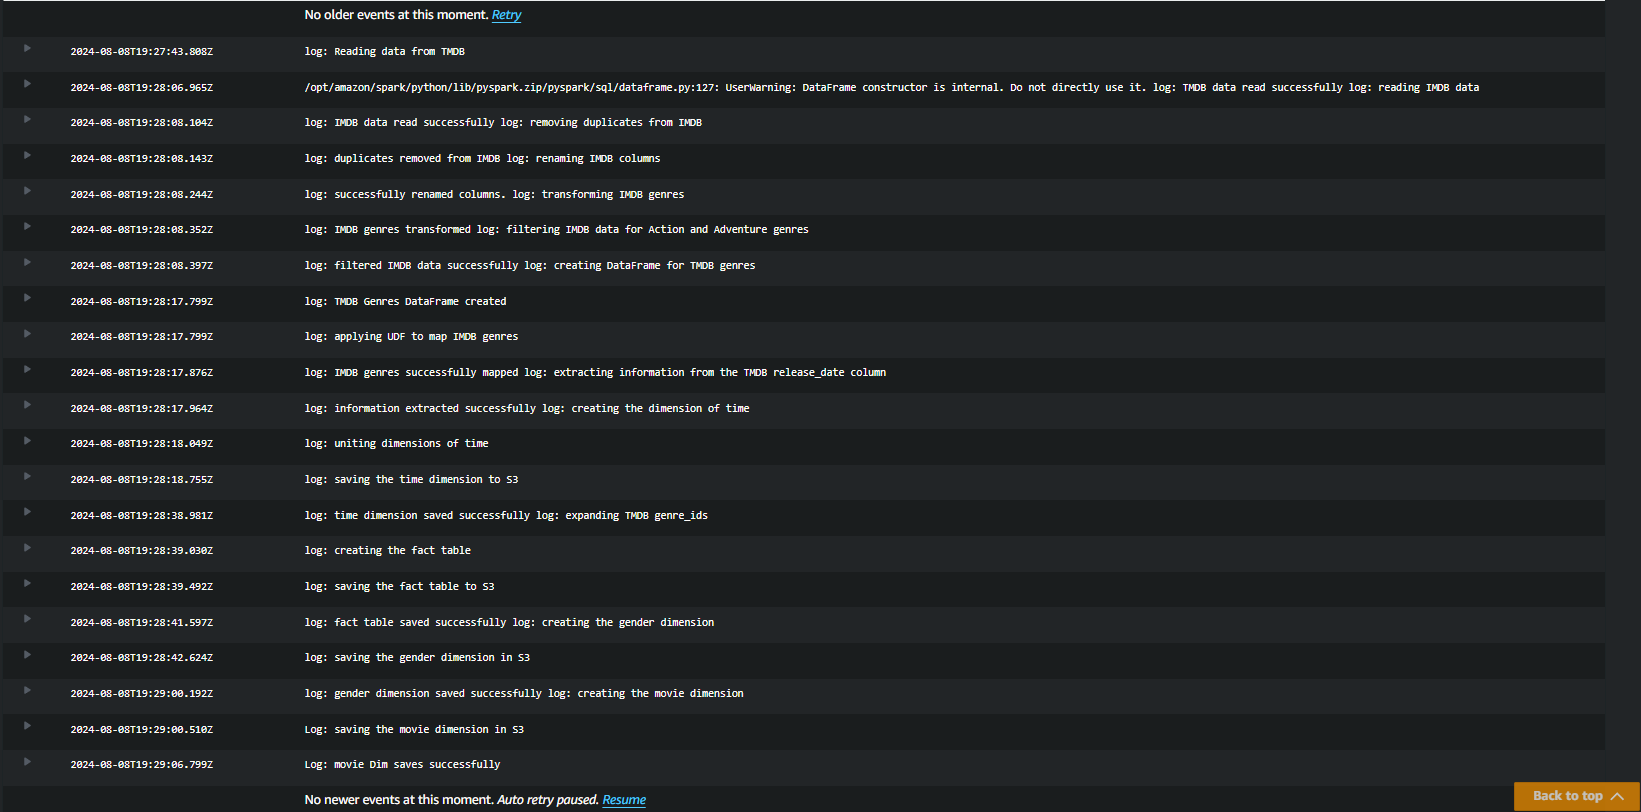 No older events at this moment. Retry
2024-08-08T19:27:43.808Z log: Reading data from TMDB
2024-08-08T19:28:06.965Z /opt/amazon/spark/python/lib/pyspark.zip/pyspark/sql/dataframe.py:127: UserWarning: DataFrame constructor is internal. Do not directly use it. log: TMDB data read successfully log: reading IMDB data
2024-08-08T19:28:08.104Z log: IMDB data read successfully log: removing duplicates from IMDB
2024-08-08T19:28:08.143Z log: duplicates removed from IMDB log: renaming IMDB columns
2024-08-08T19:28:08.244Z log: successfully renamed columns. log: transforming IMDB genres
2024-08-08T19:28:08.352Z log: IMDB genres transformed log: filtering IMDB data for Action and Adventure genres
2024-08-08T19:28:08.397Z log: filtered IMDB data successfully log: creating DataFrame for TMDB genres
2024-08-08T19:28:17.799Z log: TMDB Genres DataFrame created
2024-08-08T19:28:17.799Z log: applying UDF to map IMDB genres
2024-08-08T19:28:17.876Z log: IMDB genres successfully mapped log: extracting information from the TMDB release_date column
2024-08-08T19:28:17.964Z log: information extracted successfully log: creating the dimension of time
2024-08-08T19:28:18.049Z log: uniting dimensions of time
2024-08-08T19:28:18.755Z log: saving the time dimension to S3
2024-08-08T19:28:38.981Z log: time dimension saved successfully log: expanding TMDB genre_ids
2024-08-08T19:28:39.030Z log: creating the fact table
2024-08-08T19:28:39.492Z log: saving the fact table to S3
2024-08-08T19:28:41.597Z log: fact table saved successfully log: creating the gender dimension
2024-08-08T19:28:42.624Z log: saving the gender dimension in S3
2024-08-08T19:29:00.192Z log: gender dimension saved successfully log: creating the movie dimension
2024-08-08T19:29:00.510Z Log: saving the movie dimension in S3
2024-08-08T19:29:06.799Z Log: movie Dim saves successfully
No newer events at this moment. Auto retry paused. Resume
Back to top